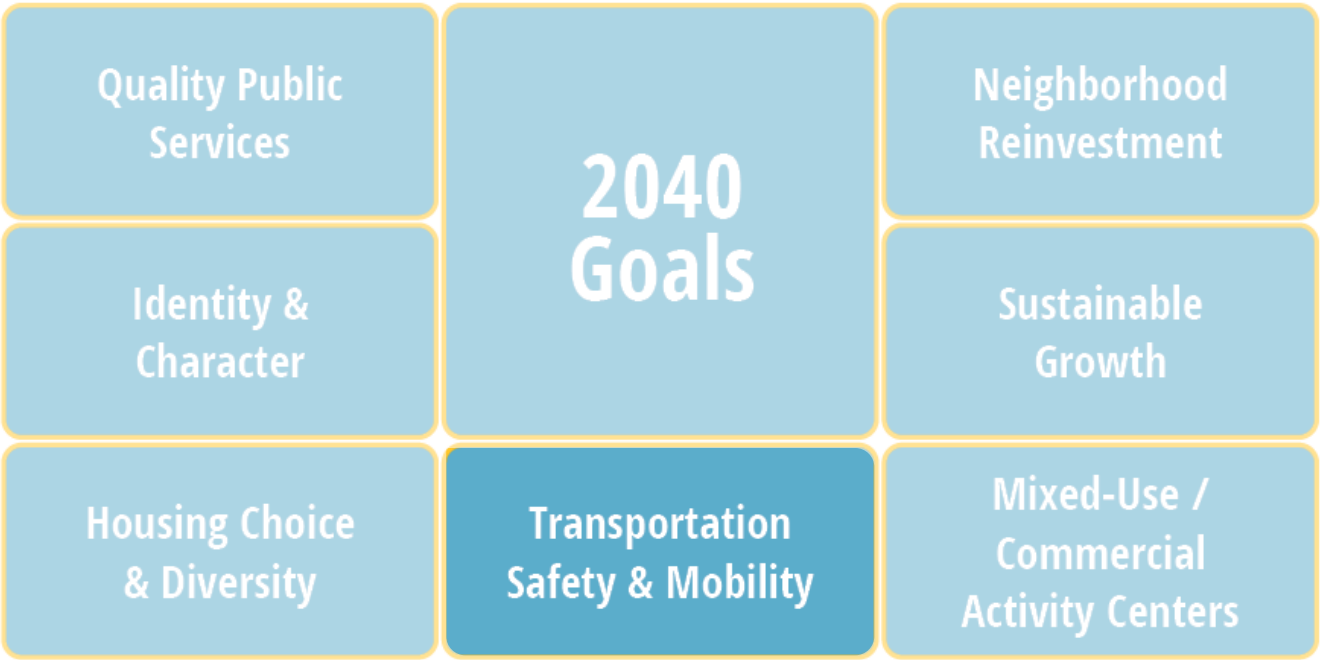 Quality Public
Services
2040
Goals
Neighborhood
Reinvestment
Identity &
Character
Sustainable
Growth
Housing Choice
& Diversity
Transportation
Safety & Mobility
Mixed-Use /
Commercial
Activity Centers